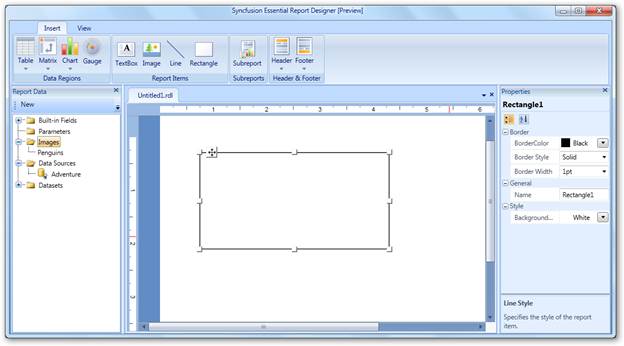 Syncfusion Essential Report Designer [Preview]
Insert View
Table Matrix Chart Gauge
Data Regions
TextBox Image Line Rectangle
Report Items
Subreport
Subreports
Header Footer
Header & Footer
Report Data
New
Built-in Fields
Parameters
Images
Penguins
Data Sources
Adventure
Datasets
Untitled1.rdl
1 2 3 4 5 6
1
2
3
Properties
Rectangle1
Border
BorderColor Black
Border Style Solid
Border Width 1pt
General
Name Rectangle1
Style
Background... White
Line Style
Specifies the style of the report
item.